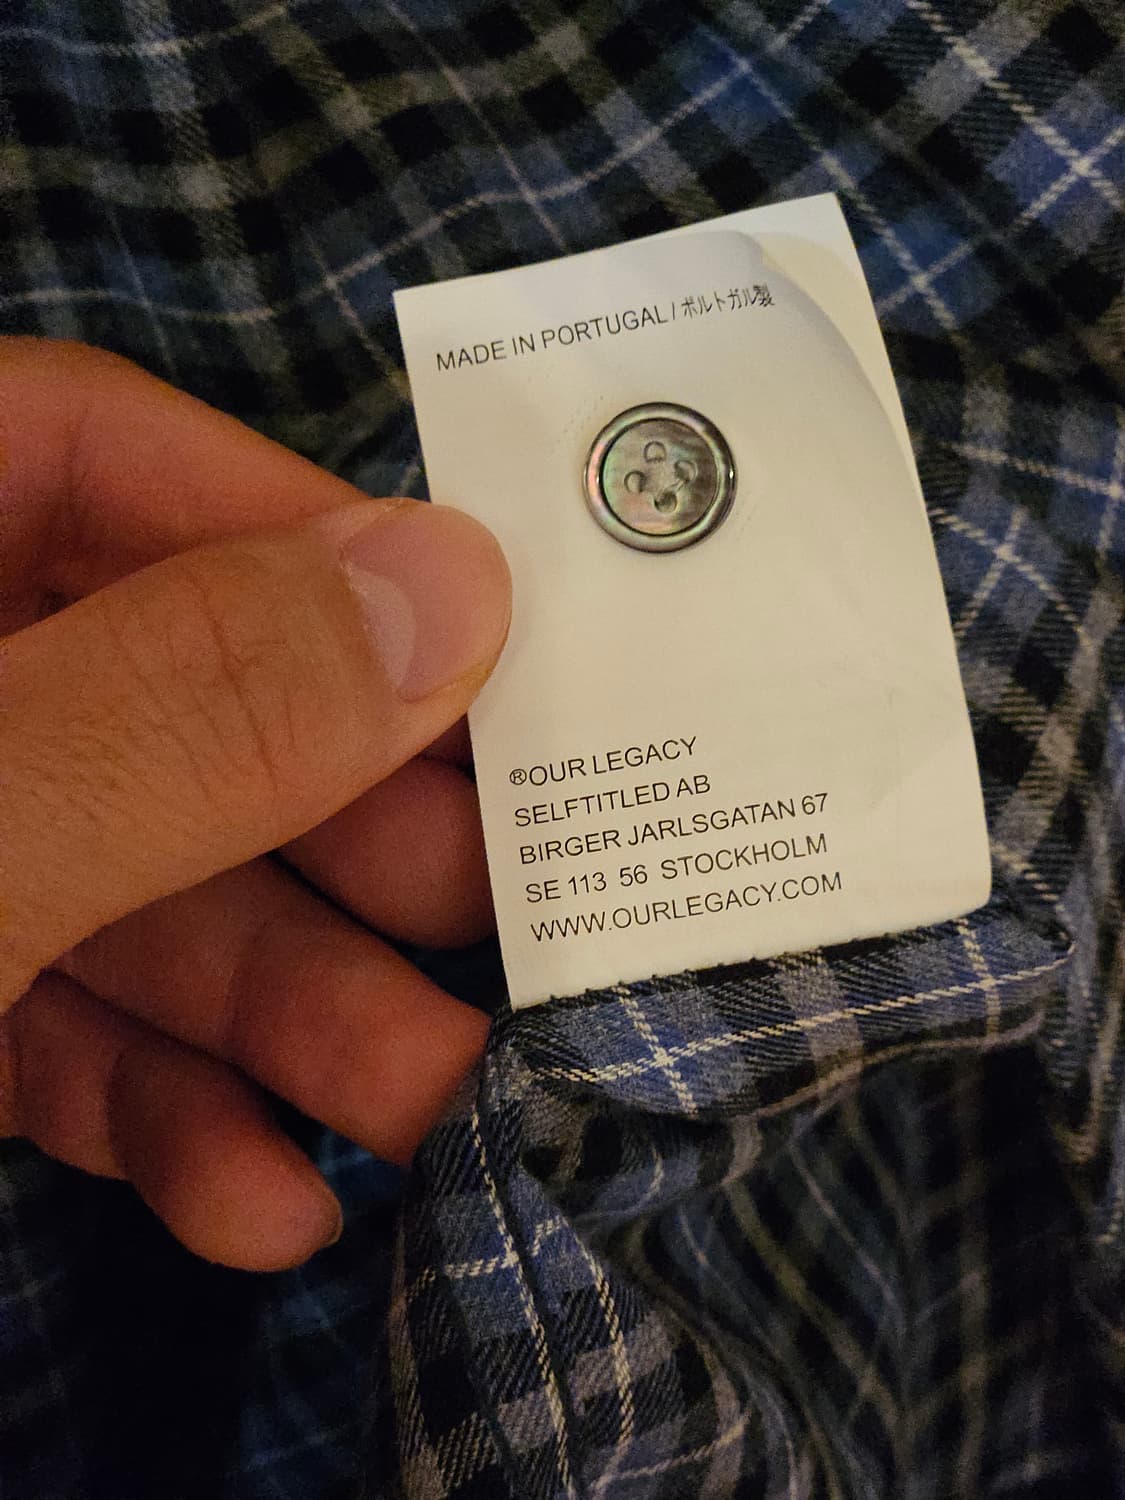 MADE IN PORTUGAL / ポルトガル製
®OUR LEGACY
SELFTITLED AB
BIRGER JARLSGATAN 67
SE 113 56 STOCKHOLM
WWW.OURLEGACY.COM